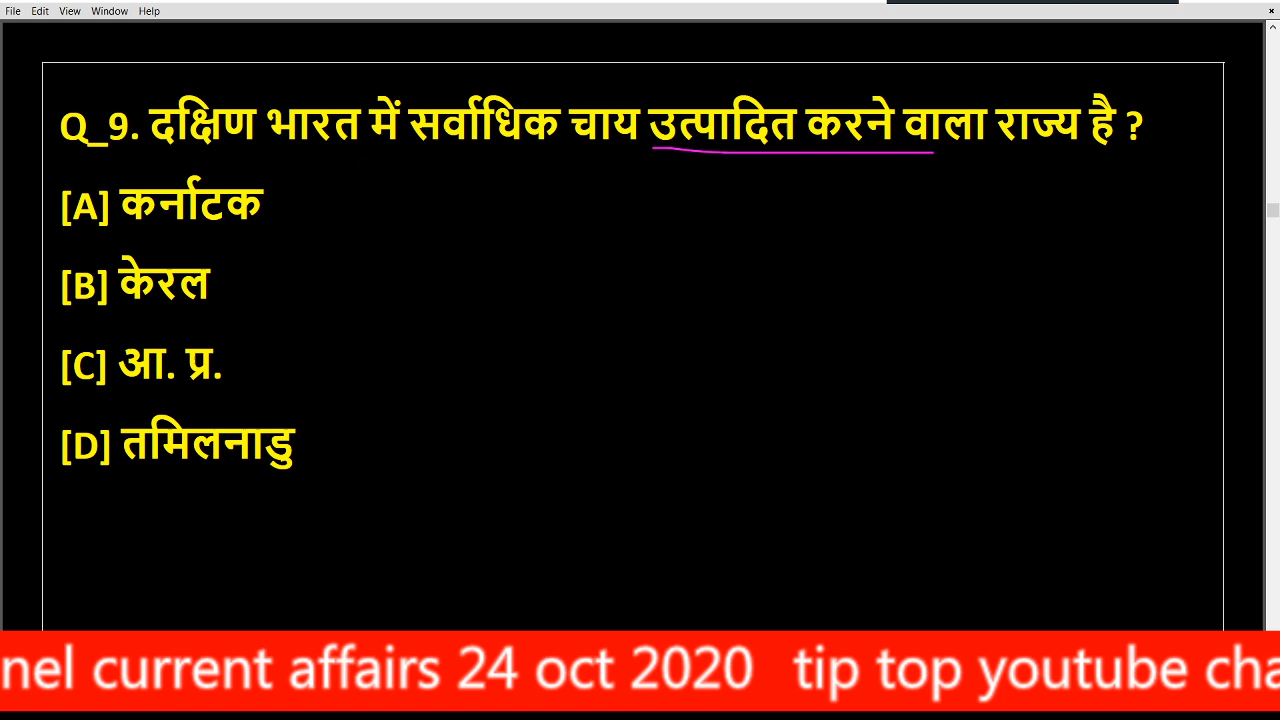 File Edit View Window Help
Q_9. दक्षिण भारत में सर्वाधिक चाय उत्पादित करने वाला राज्य है ?
[A] कर्नाटक
[B] केरल
[C] आ. प्र.
[D] तमिलनाडु
nel current affairs 24 oct 2020 tip top youtube cha